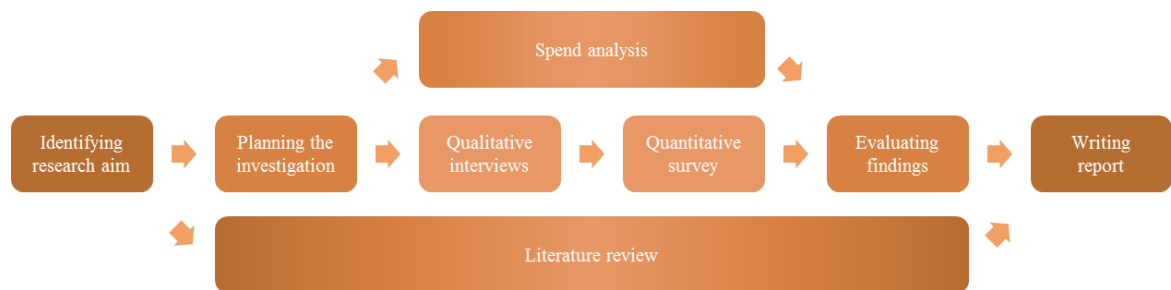 Spend analysis
Identifying
research aim
Planning the
investigation
Qualitative
interviews
Quantitative
survey
Evaluating
findings
Writing
report
Literature review